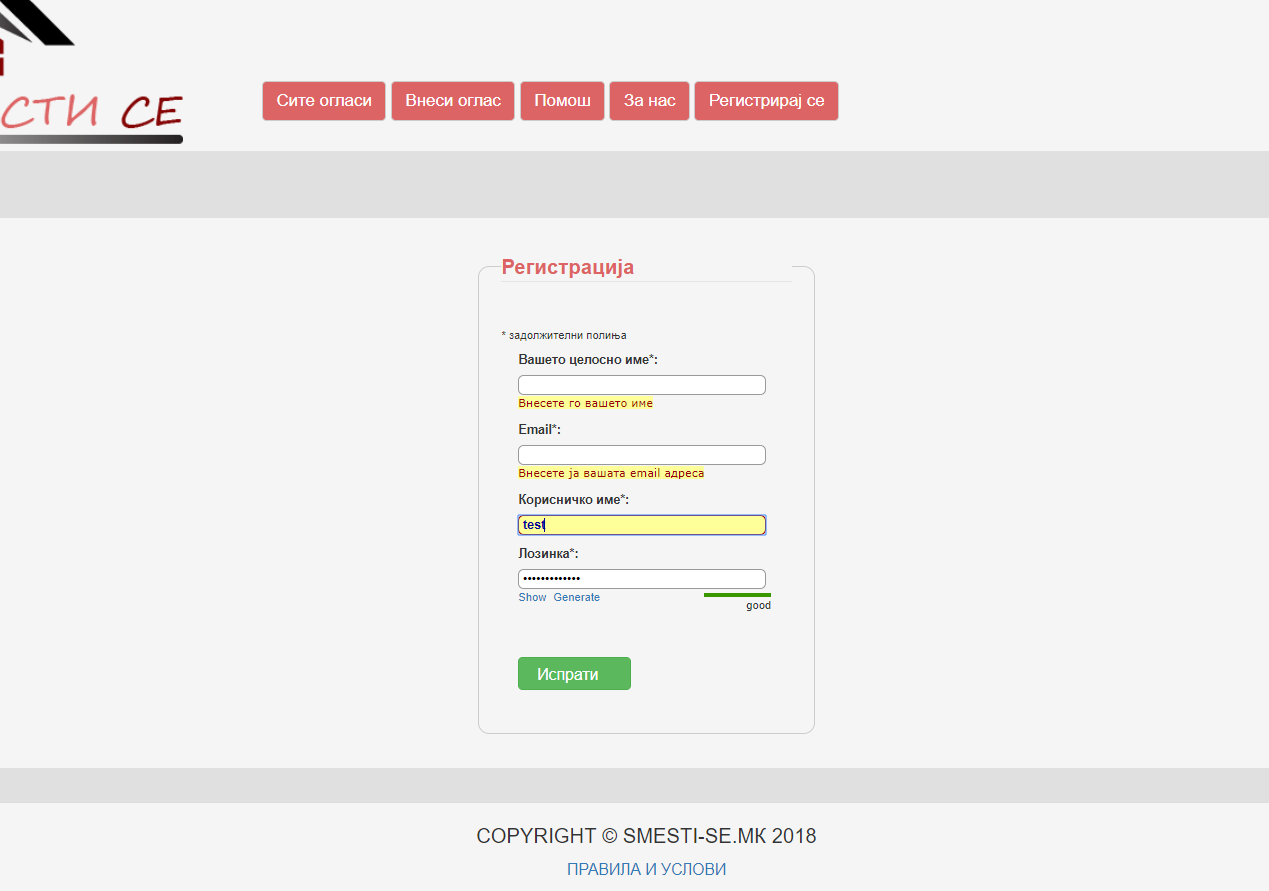 СТИ СЕ
Сите огласи Внеси оглас Помош За нас Регистрирај се
Регистрација
* задолжителни полиња
Вашето целосно име*:
Внесете го вашето име
Email*:
Внесете ја вашата email адреса
Корисничко име*:
test
Лозинка*:
•••••••••••••
Show Generate
good
Испрати
COPYRIGHT © SMESTI-SE.МК 2018
ПРАВИЛА И УСЛОВИ